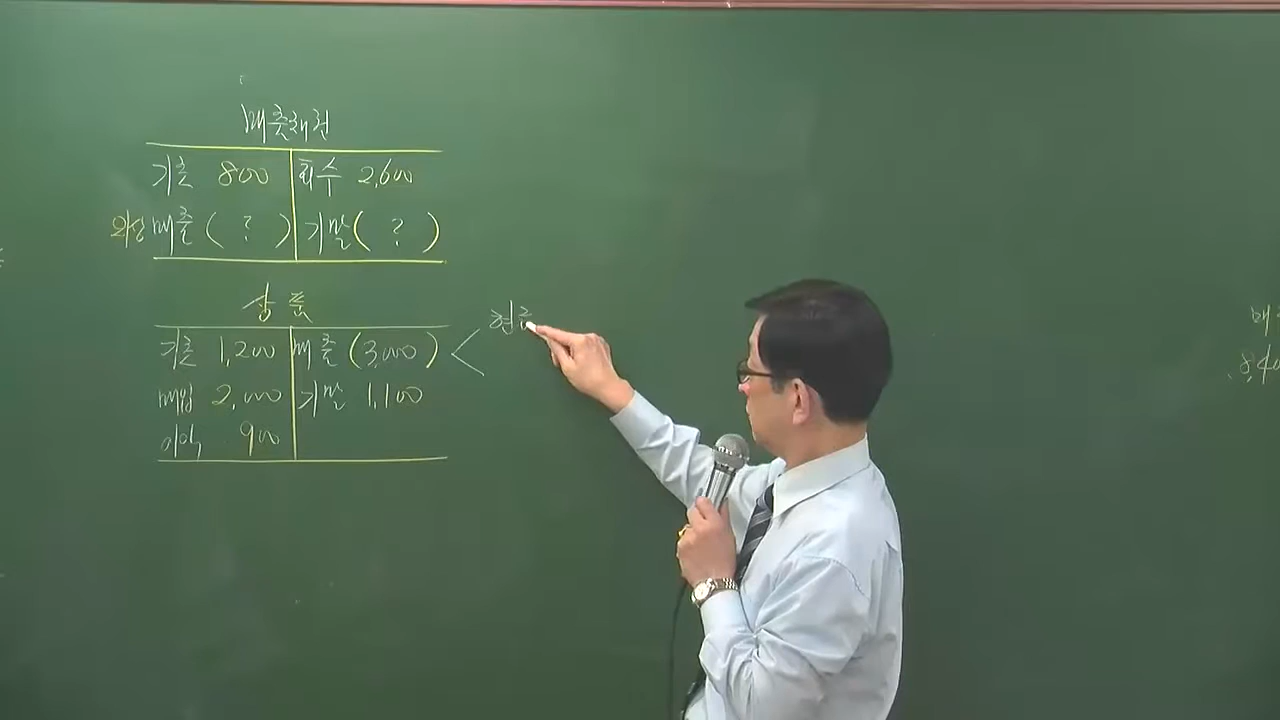 매출채권
기초 800 회수 2,600
외상 매출 ( ? ) 기말 ( ? )
상품
기초 1,200 매출 (3,000)
현금
매입 2,000 기말 1,100
이익 900